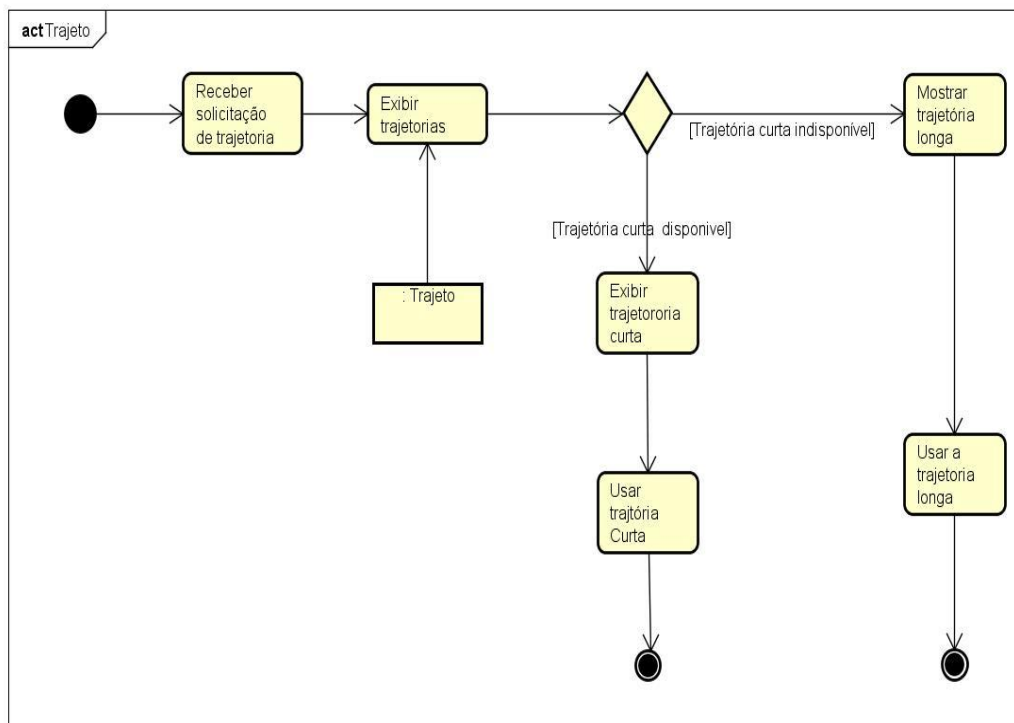 act Trajeto
Receber
solicitação
de trajetoria
Exibir
trajetorias
[Trajetória curta indisponível]
Mostrar
trajetória
longa
[Trajetória curta disponivel]
: Trajeto
Exibir
trajetororia
curta
Usar
trajtória
Curta
Usar a
trajetoria
longa